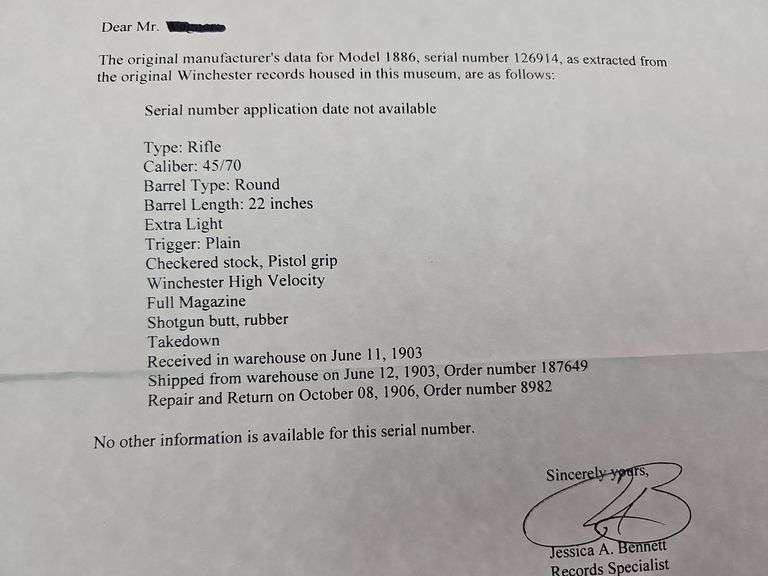 Dear Mr.
The original manufacturer's data for Model 1886, serial number 126914, as extracted from
the original Winchester records housed in this museum, are as follows:
Serial number application date not available
Type: Rifle
Caliber: 45/70
Barrel Type: Round
Barrel Length: 22 inches
Extra Light
Trigger: Plain
Checkered stock, Pistol grip
Winchester High Velocity
Full Magazine
Shotgun butt, rubber
Takedown
Received in warehouse on June 11, 1903
Shipped from warehouse on June 12, 1903, Order number 187649
Repair and Return on October 08, 1906, Order number 8982
No other information is available for this serial number.
Sincerely yours,
Jessica A. Bennett
Records Specialist